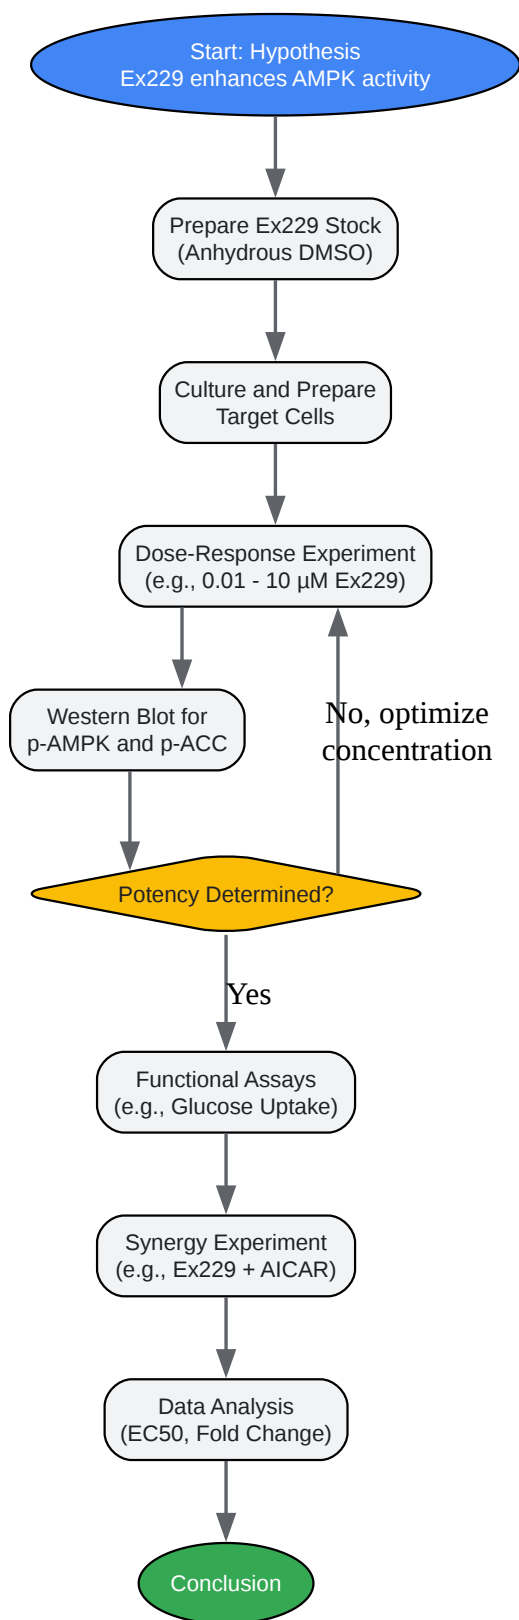 Start: Hypothesis
Ex229 enhances AMPK activity
Prepare Ex229 Stock
(Anhydrous DMSO)
Culture and Prepare
Target Cells
Dose-Response Experiment
(e.g., 0.01 - 10 µM Ex229)
Western Blot for
p-AMPK and p-ACC
No, optimize
concentration
Potency Determined?
Yes
Functional Assays
(e.g., Glucose Uptake)
Synergy Experiment
(e.g., Ex229 + AICAR)
Data Analysis
(EC50, Fold Change)
Conclusion